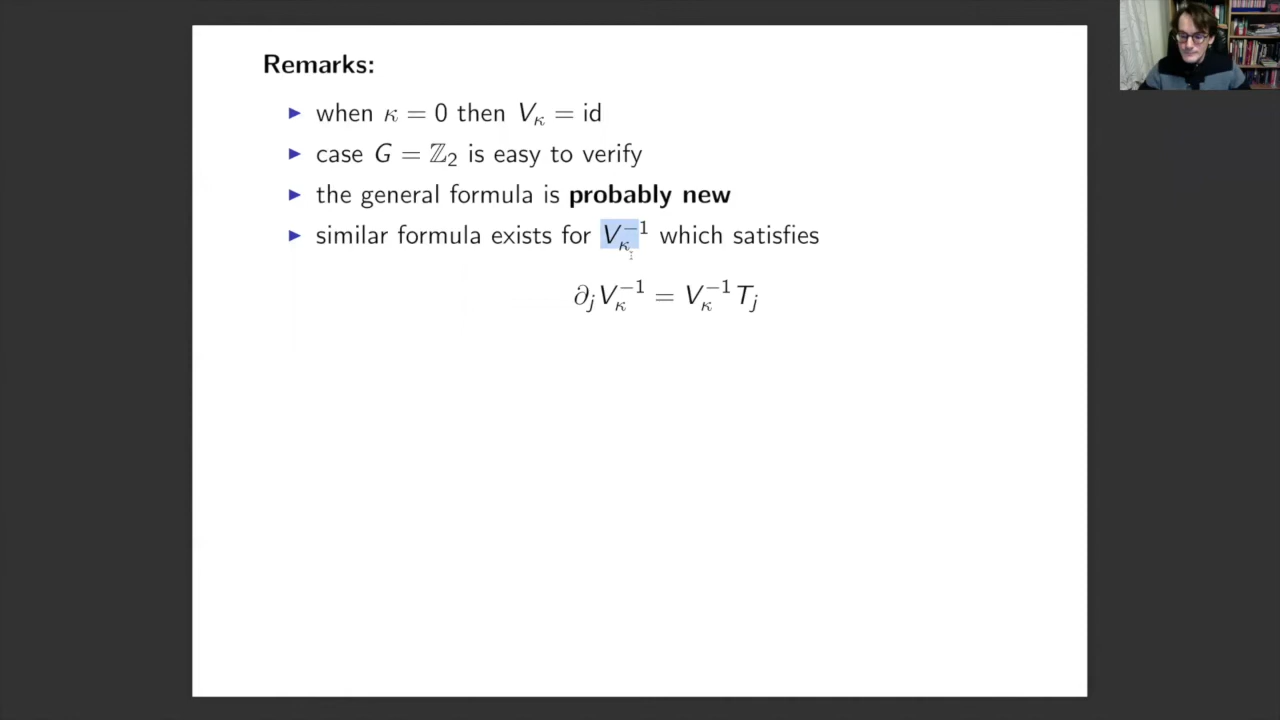 Remarks:
▶ when κ = 0 then V_κ = id
▶ case G = ℤ₂ is easy to verify
▶ the general formula is probably new
▶ similar formula exists for V_κ^{−1} which satisfies
∂_j V_κ^{−1} = V_κ^{−1} T_j